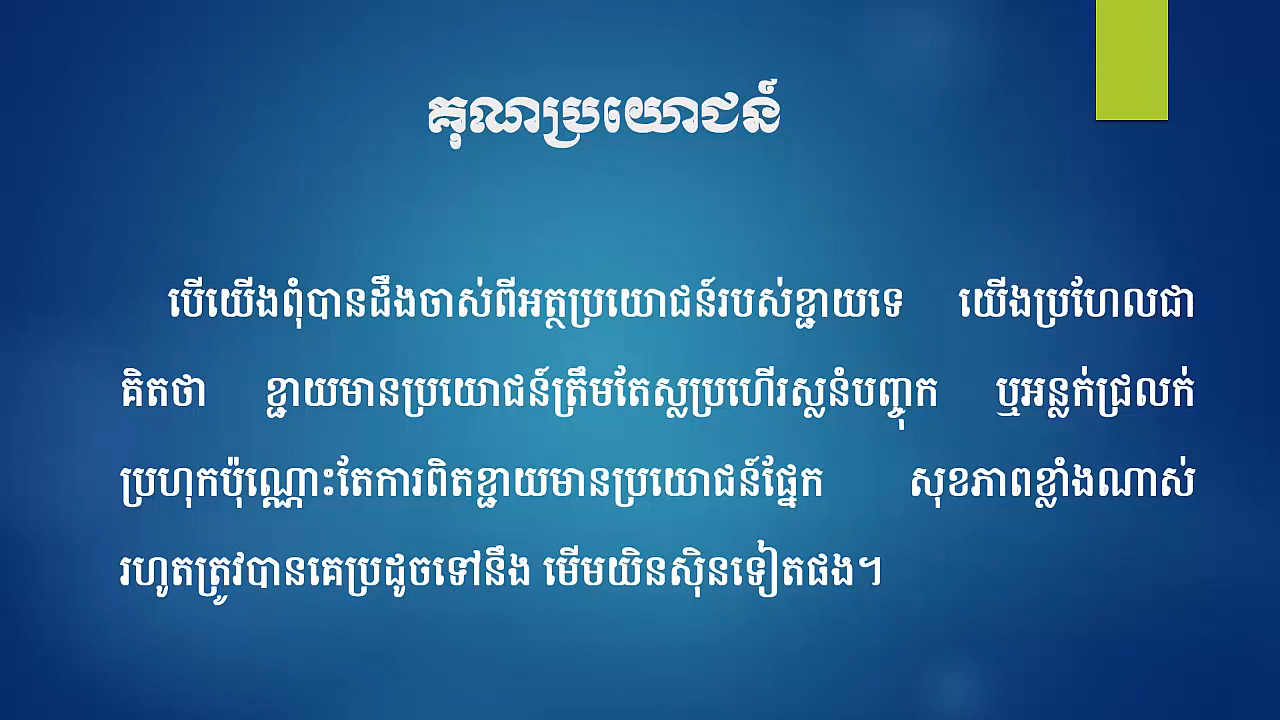 គុណប្រយោជន៍
បើយើងពុំបានដឹងចាស់ពីអត្ថប្រយោជន៍របស់ខ្ជាយទេ យើងប្រហែលជា
គិតថា ខ្ជាយមានប្រយោជន៍ត្រឹមតែស្លប្រហើរស្លនំបញ្ចុក ឬអន្លក់ជ្រលក់
ប្រហុកប៉ុណ្ណោះតែការពិតខ្ជាយមានប្រយោជន៍ផ្នែក សុខភាពខ្លាំងណាស់
រហូតត្រូវបានគេប្រដូចទៅនឹង មើមយិនស៊ិនទៀតផង។